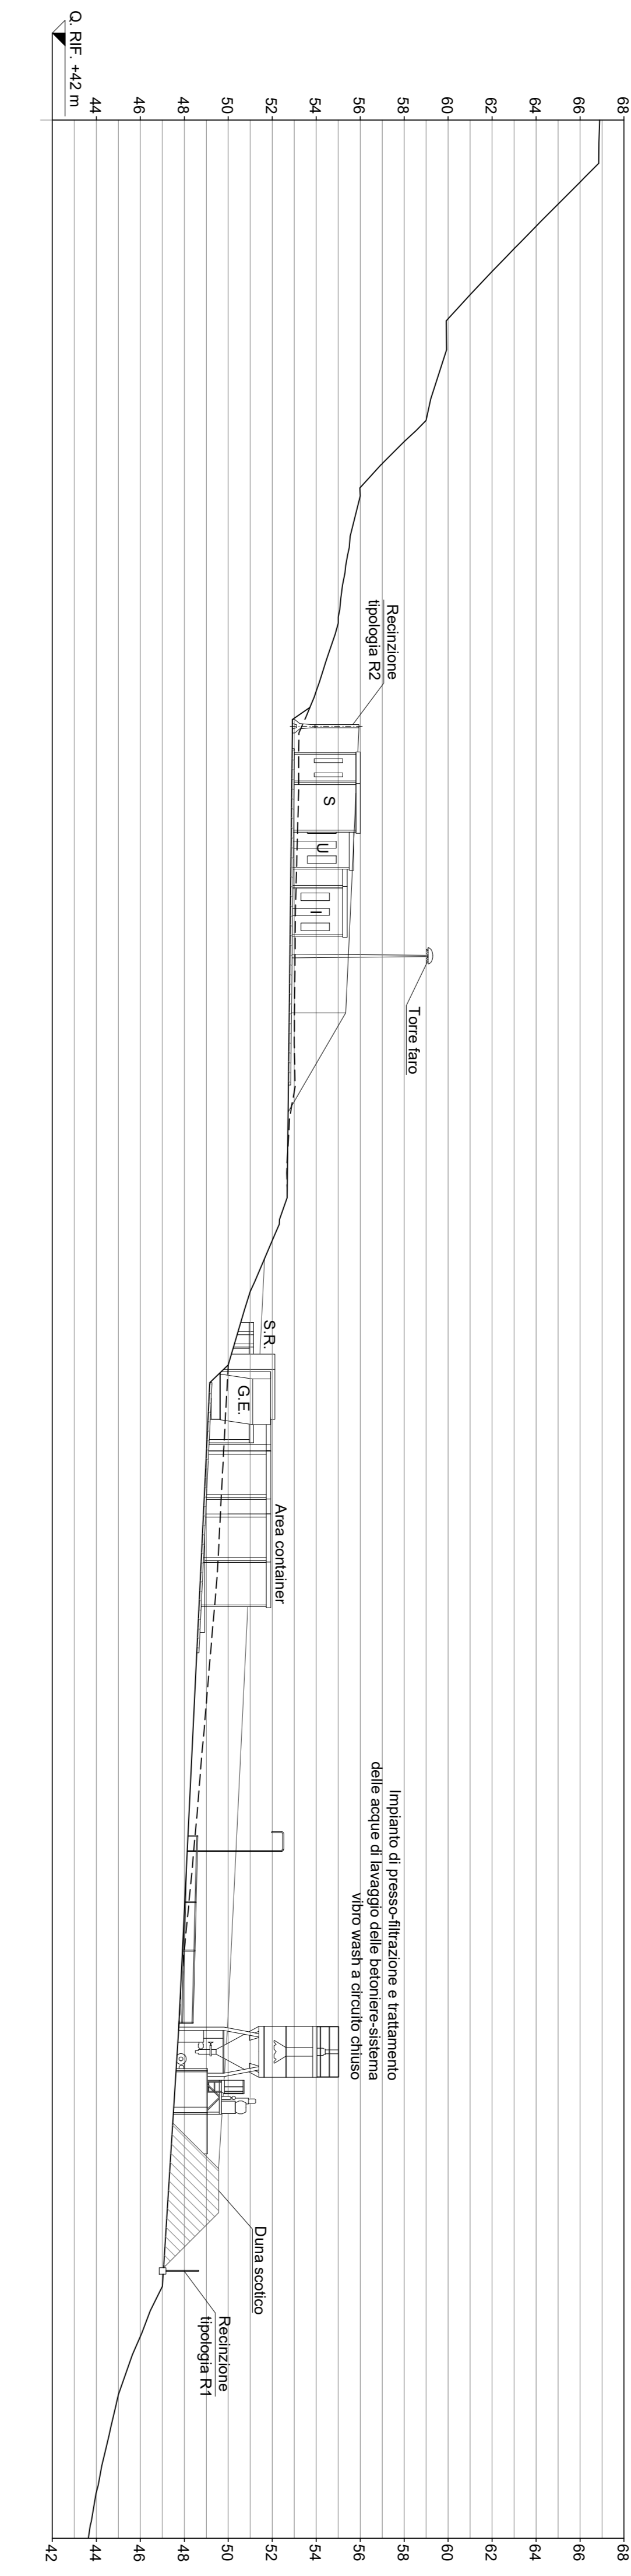 68
66
64
62
60
58
56
54
52
50
48
46
44
Q. RIF. +42 m
Recinzione
tipologia R2
S
U
I
Torre faro
S.R.
G.E.
Area container
Impianto di presso-filtrazione e trattamento
delle acque di lavaggio delle betoniere-sistema
vibro wash a circuito chiuso
Duna scotico
Recinzione
tipologia R1
68
66
64
62
60
58
56
54
52
50
48
46
44
42